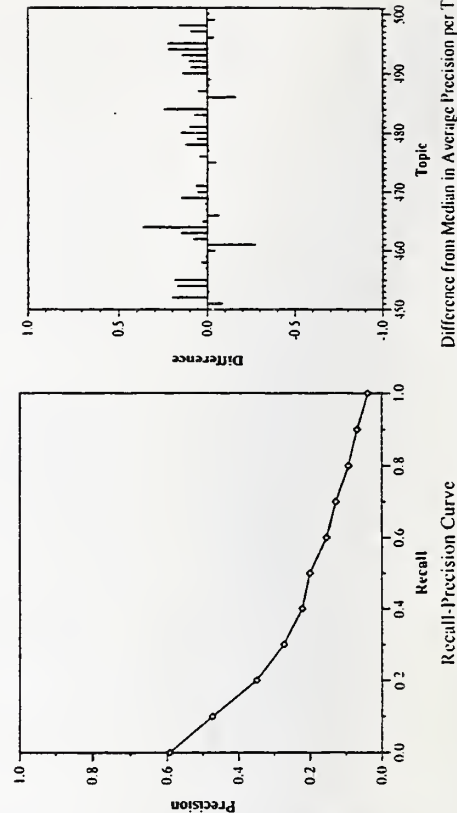 1.0
0.8
0.6
0.4
0.2
0.0
Precision
0.0 0.2 0.4 0.6 0.8 1.0
Recall
Recall-Precision Curve
1.0
0.5
0.0
-0.5
-1.0
Difference
450 460 470 480 490 500
Topic
Difference from Median in Average Precision per T